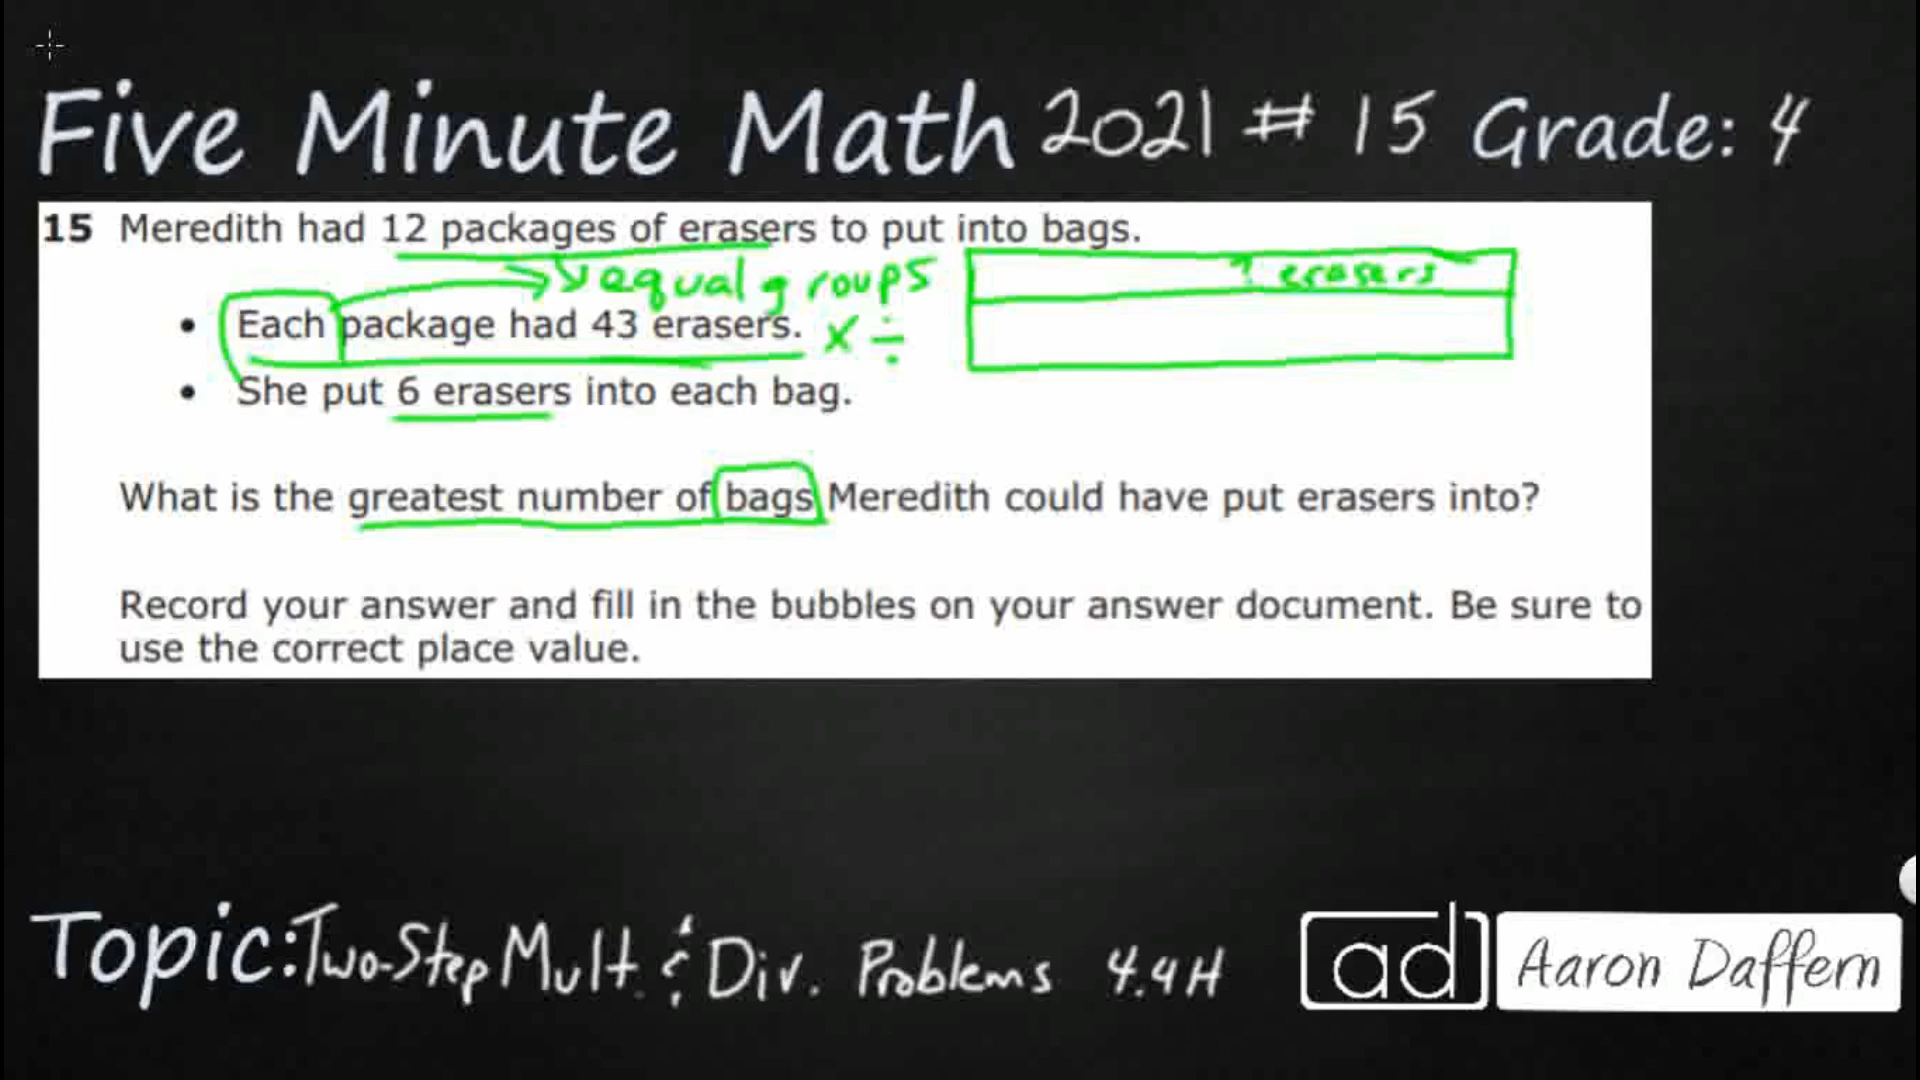 Five Minute Math 2021 # 15 Grade: 4
15 Meredith had 12 packages of erasers to put into bags.
? erasers
equal groups
• Each package had 43 erasers. x ÷
• She put 6 erasers into each bag.
What is the greatest number of bags Meredith could have put erasers into?
Record your answer and fill in the bubbles on your answer document. Be sure to
use the correct place value.
Topic: Two-Step Mult. & Div. Problems 4.4H
ad Aaron Daffern